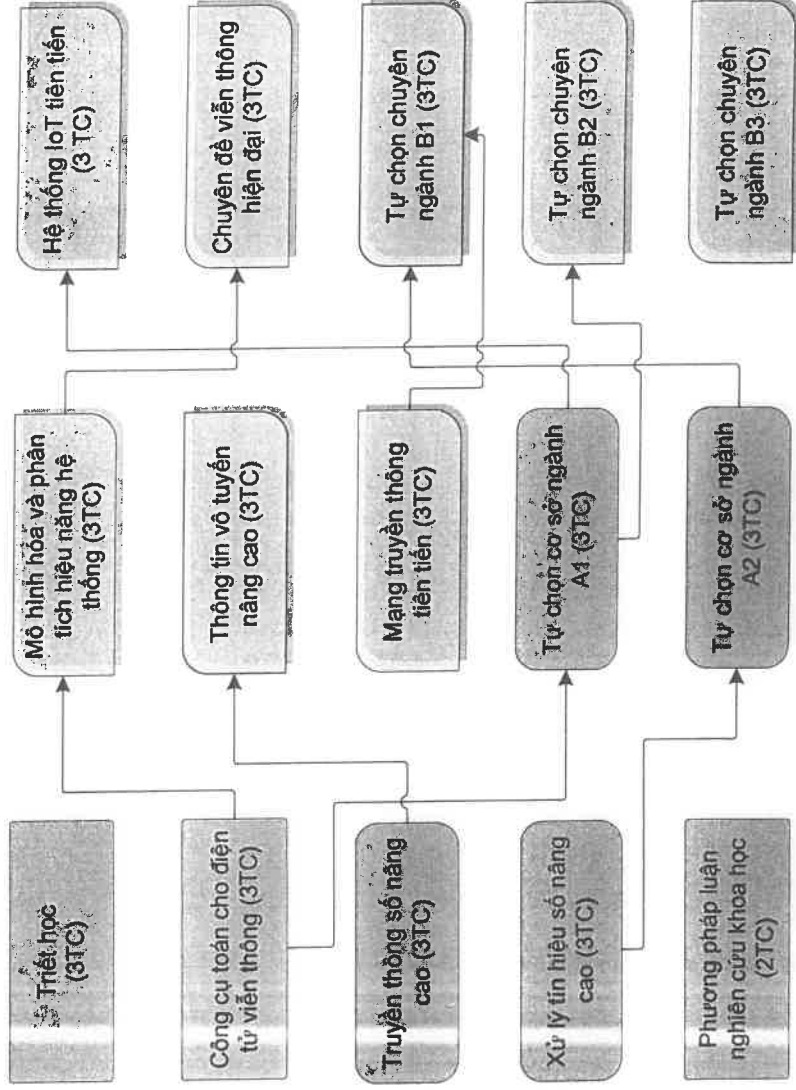 Triết học
(3TC)
Công cụ toán cho điện
tử viễn thông (3TC)
Truyền thông số nâng
cao (3TC)
Xử lý tín hiệu số nâng
cao (3TC)
Phương pháp luận
nghiên cứu khoa học
(2TC)
Mô hình hóa và phân
tích hiệu năng hệ
thống (3TC)
Thông tin vô tuyến
nâng cao (3TC)
Mạng truyền thông
tiên tiến (3TC)
Tự chọn cơ sở ngành
A1 (3TC)
Tự chọn cơ sở ngành
A2 (3TC)
Hệ thống IoT tiên tiến
(3 TC)
Chuyên đề viễn thông
hiện đại (3TC)
Tự chọn chuyên
ngành B1 (3TC)
Tự chọn chuyên
ngành B2 (3TC)
Tự chọn chuyên
ngành B3 (3TC)